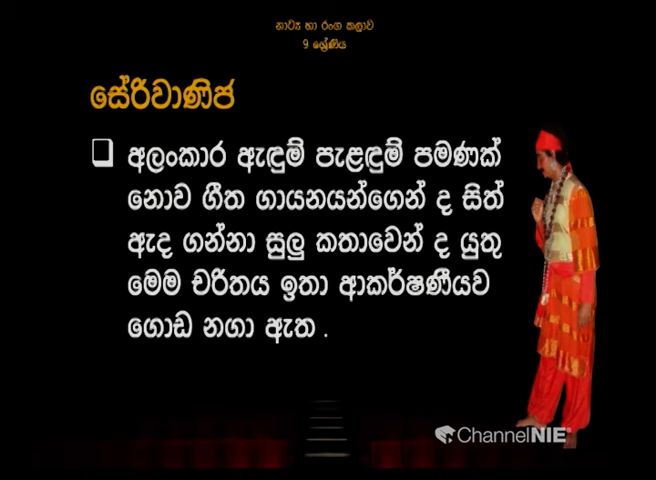 නාට්‍ය හා රංග කලාව
9 ශ්‍රේණිය
සේරිවාණිජ
අලංකාර ඇඳුම් පැළඳුම් පමණක්
නොව ගීත ගායනයන්ගෙන් ද සිත්
ඇද ගන්නා සුලු කතාවෙන් ද යුතු
මෙම චරිතය ඉතා ආකර්ෂණීයව
ගොඩ නගා ඇත .
ChannelNIE